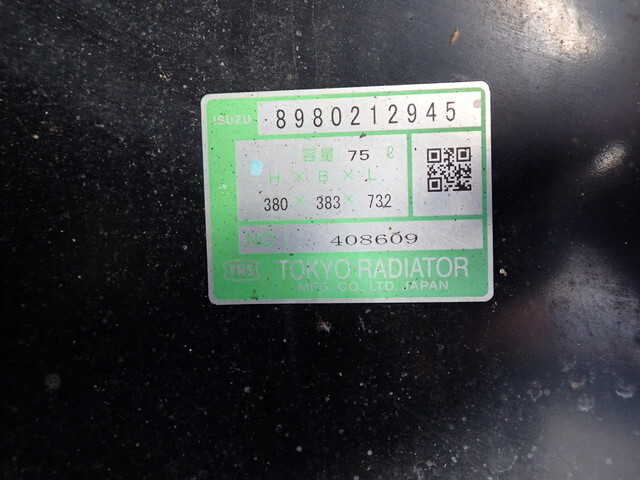 ISUZU 8980212945
容量 75 ℓ
H × B × L
380 × 383 × 732
NO. 408609
TRS TOKYO RADIATOR
MFG. CO., LTD. JAPAN